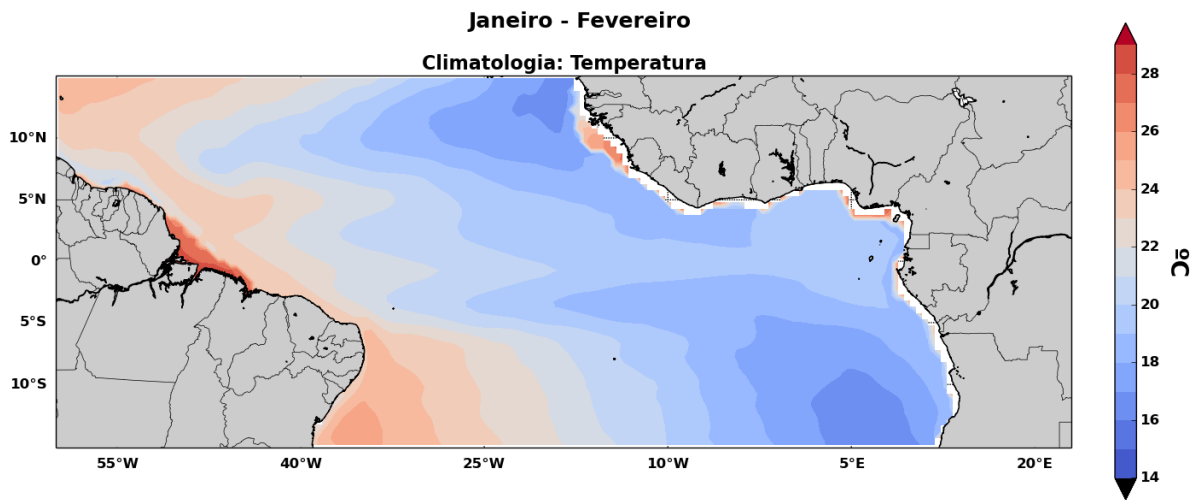 Janeiro - Fevereiro
Climatologia: Temperatura
10°N
5°N
0°
5°S
10°S
55°W
40°W
25°W
10°W
5°E
20°E
28
26
24
22
20
18
16
14
ºC